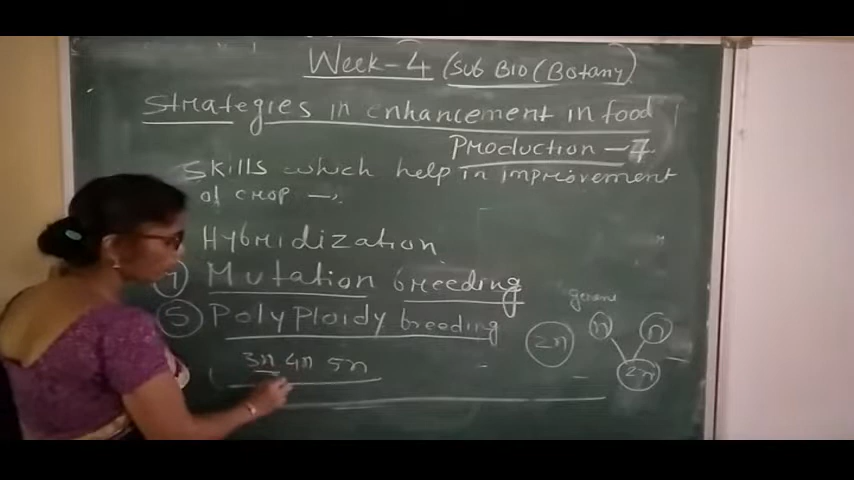 Week-4 (Sub Bio (Botany)
Strategies in enhancement in food
Production - 7
Skills which help in improvement
of crop →
Hybridization
Mutation breeding
5 Polyploidy breeding
2n
n
n
2n
3n 4n 5n